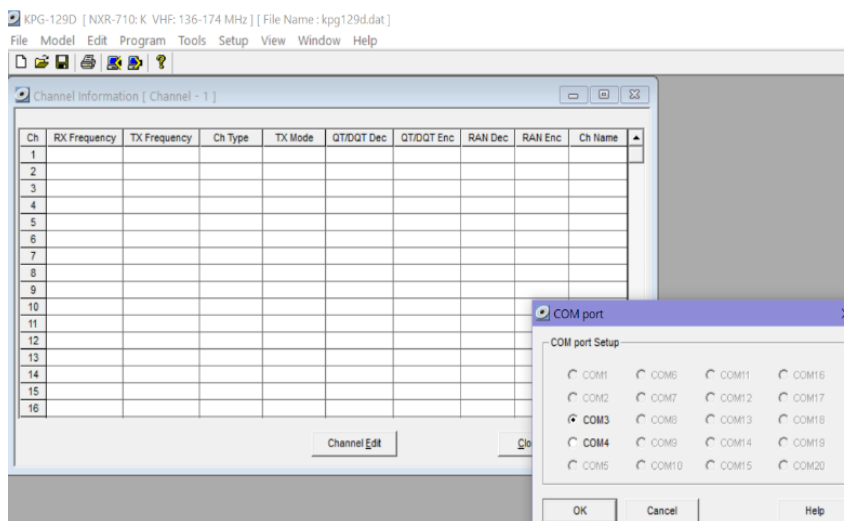 KPG-129D [ NXR-710: K VHF: 136-174 MHz ] [ File Name : kpg129d.dat ]
File Model Edit Program Tools Setup View Window Help
Channel Information [ Channel - 1 ]
Ch RX Frequency TX Frequency Ch Type TX Mode QT/DQT Dec QT/DQT Enc RAN Dec RAN Enc Ch Name
1
2
3
4
5
6
7
8
9
10
11
12
13
14
15
16
Channel Edit
COM port
COM port Setup
COM1 COM6 COM11 COM16
COM2 COM7 COM12 COM17
COM3 COM8 COM13 COM18
COM4 COM9 COM14 COM19
COM5 COM10 COM15 COM20
OK Cancel Help